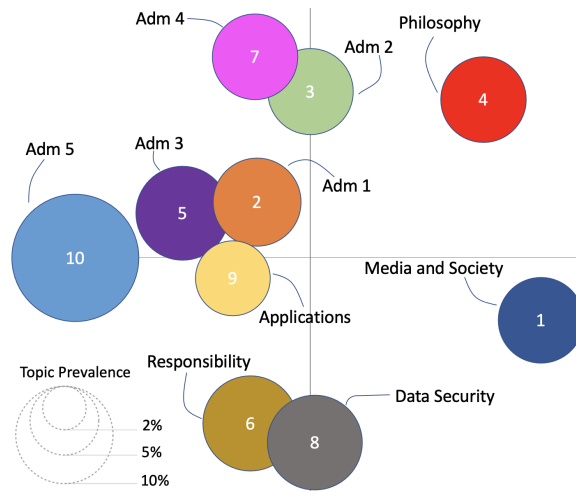 Adm 4
Philosophy
7
Adm 2
3
4
Adm 3
Adm 5
Adm 1
5
2
10
9
Media and Society
Applications
1
Responsibility
Topic Prevalence
Data Security
6
8
2%
5%
10%